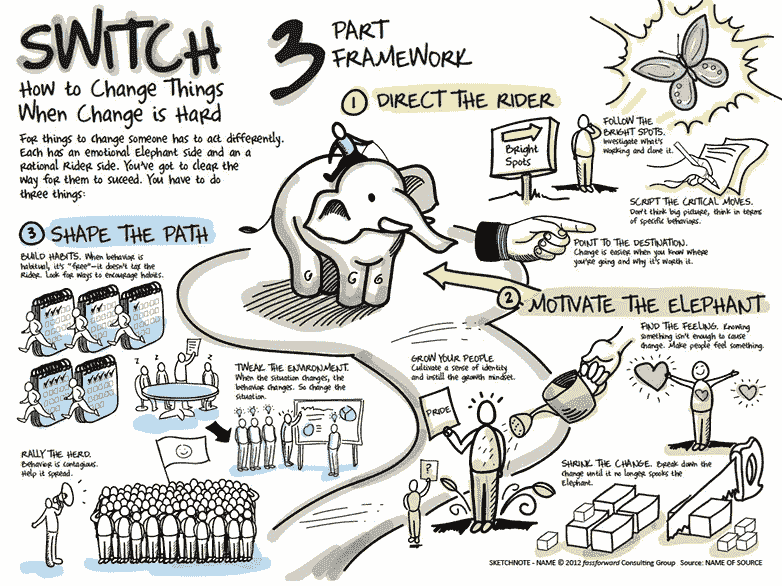 SWITCH
How to Change Things
When Change is Hard
For things to change someone has to act differently.
Each has an emotional Elephant side and an a
rational Rider side. You've got to clear the
way for them to suceed. You have to do
three things:
3 PART
FRAMEWORK
1 DIRECT THE RIDER
Bright
Spots
FOLLOW THE
BRIGHT SPOTS.
Investigate what's
working and clone it.
SCRIPT THE CRITICAL MOVES.
Don't think big picture, think in terms
of specific behaviors.
POINT TO THE DESTINATION.
Change is easier when you know where
you're going and why it's worth it.
2 MOTIVATE THE ELEPHANT
FIND THE FEELING. Knowing
something isn't enough to cause
change. Make people feel something.
GROW YOUR PEOPLE
Cultivate a sense of identity
and instill the growth mindset.
PRIDE
?
SHRINK THE CHANGE. Break down the
change until it no longer spooks the
Elephant.
3 SHAPE THE PATH
BUILD HABITS. When behavior is
habitual, it's "free"—it doesn't tax the
Rider. Look for ways to encourage habits.
z z
z
TWEAK THE ENVIRONMENT.
When the situation changes, the
behavior changes. So change the
situation.
RALLY THE HERD.
Behavior is contagious.
Help it spread.
SKETCHNOTE - NAME © 2012 fassforward Consulting Group Source: NAME OF SOURCE